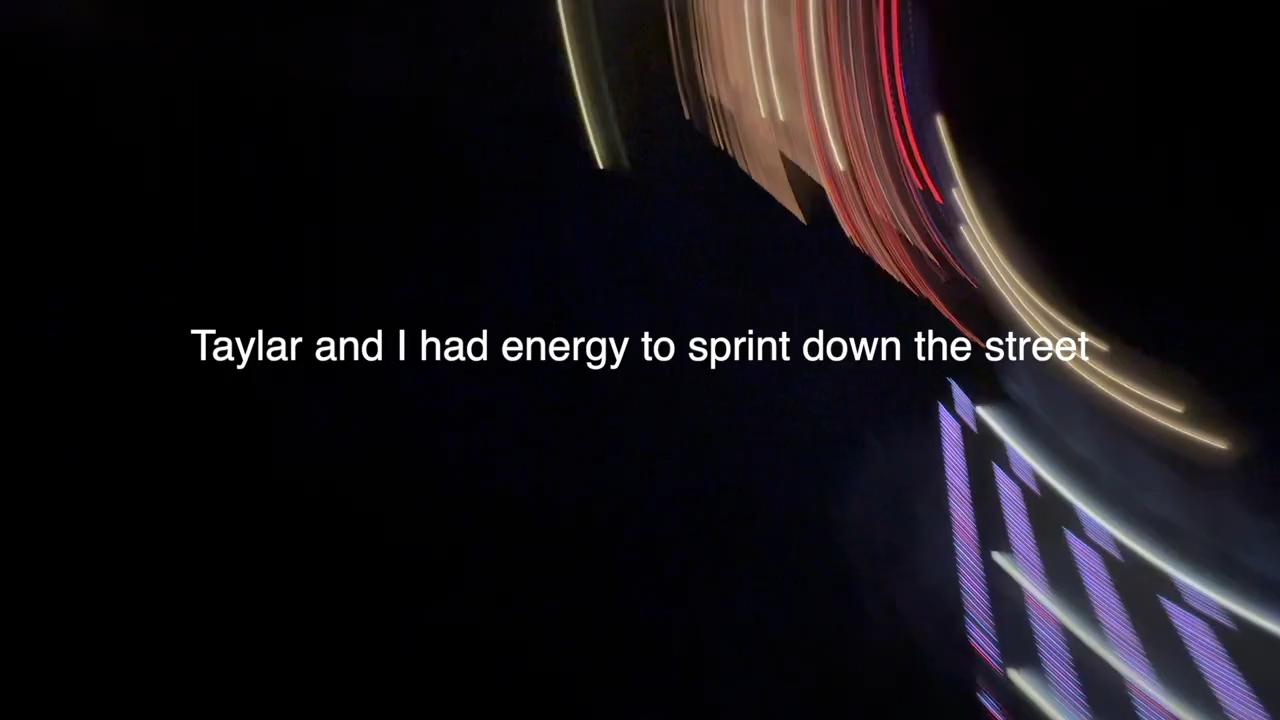 Taylar and I had energy to sprint down the street